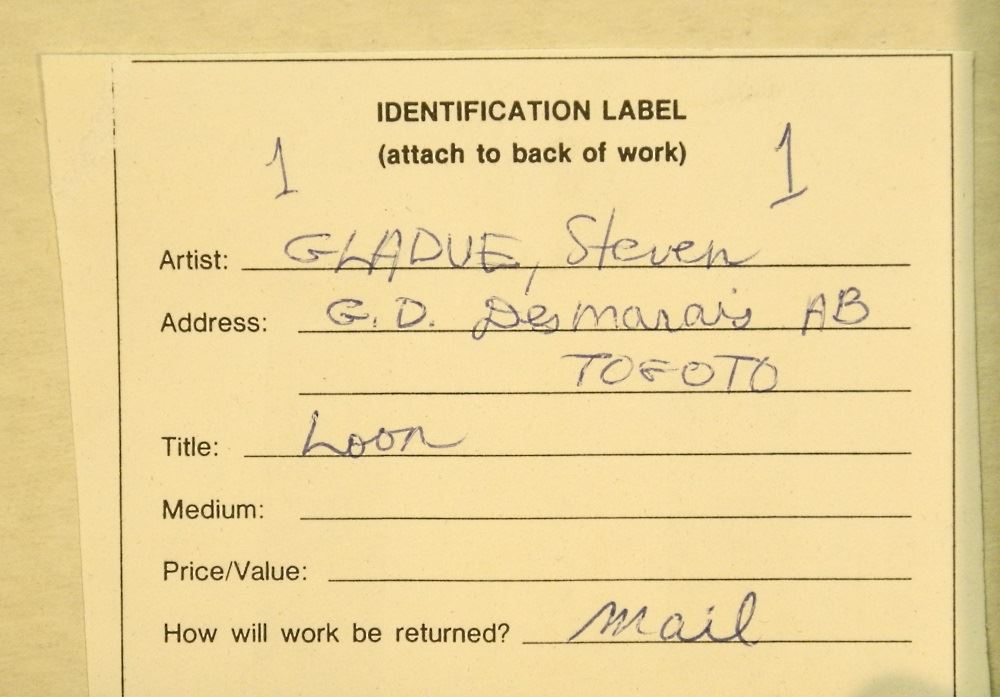 IDENTIFICATION LABEL
(attach to back of work)
1 1
Artist: GLADUE, Steven
Address: G.D. Desmarais AB
TOGOTO
Title: Loon
Medium:
Price/Value:
How will work be returned? Mail